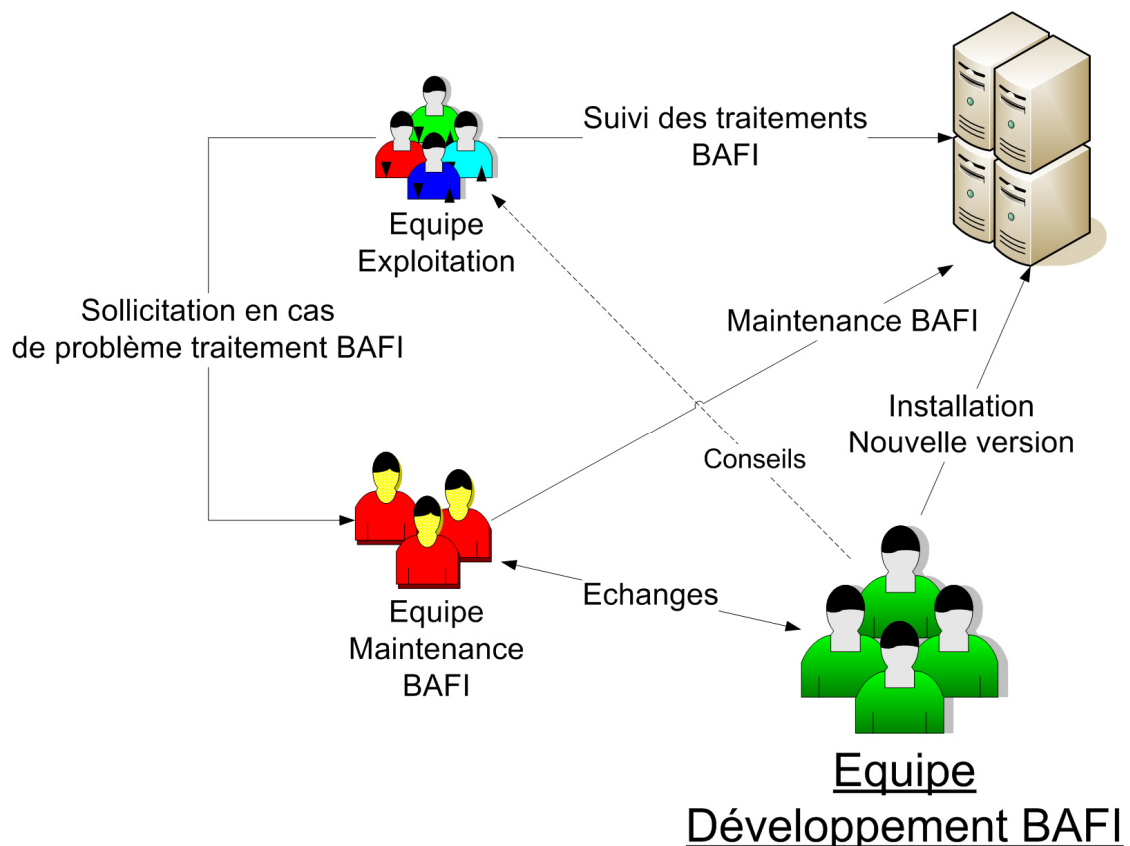 Suivi des traitements
BAFI
Equipe
Exploitation
Sollicitation en cas
de problème traitement BAFI
Maintenance BAFI
Installation
Nouvelle version
Conseils
Echanges
Equipe
Maintenance
BAFI
Equipe
Développement BAFI